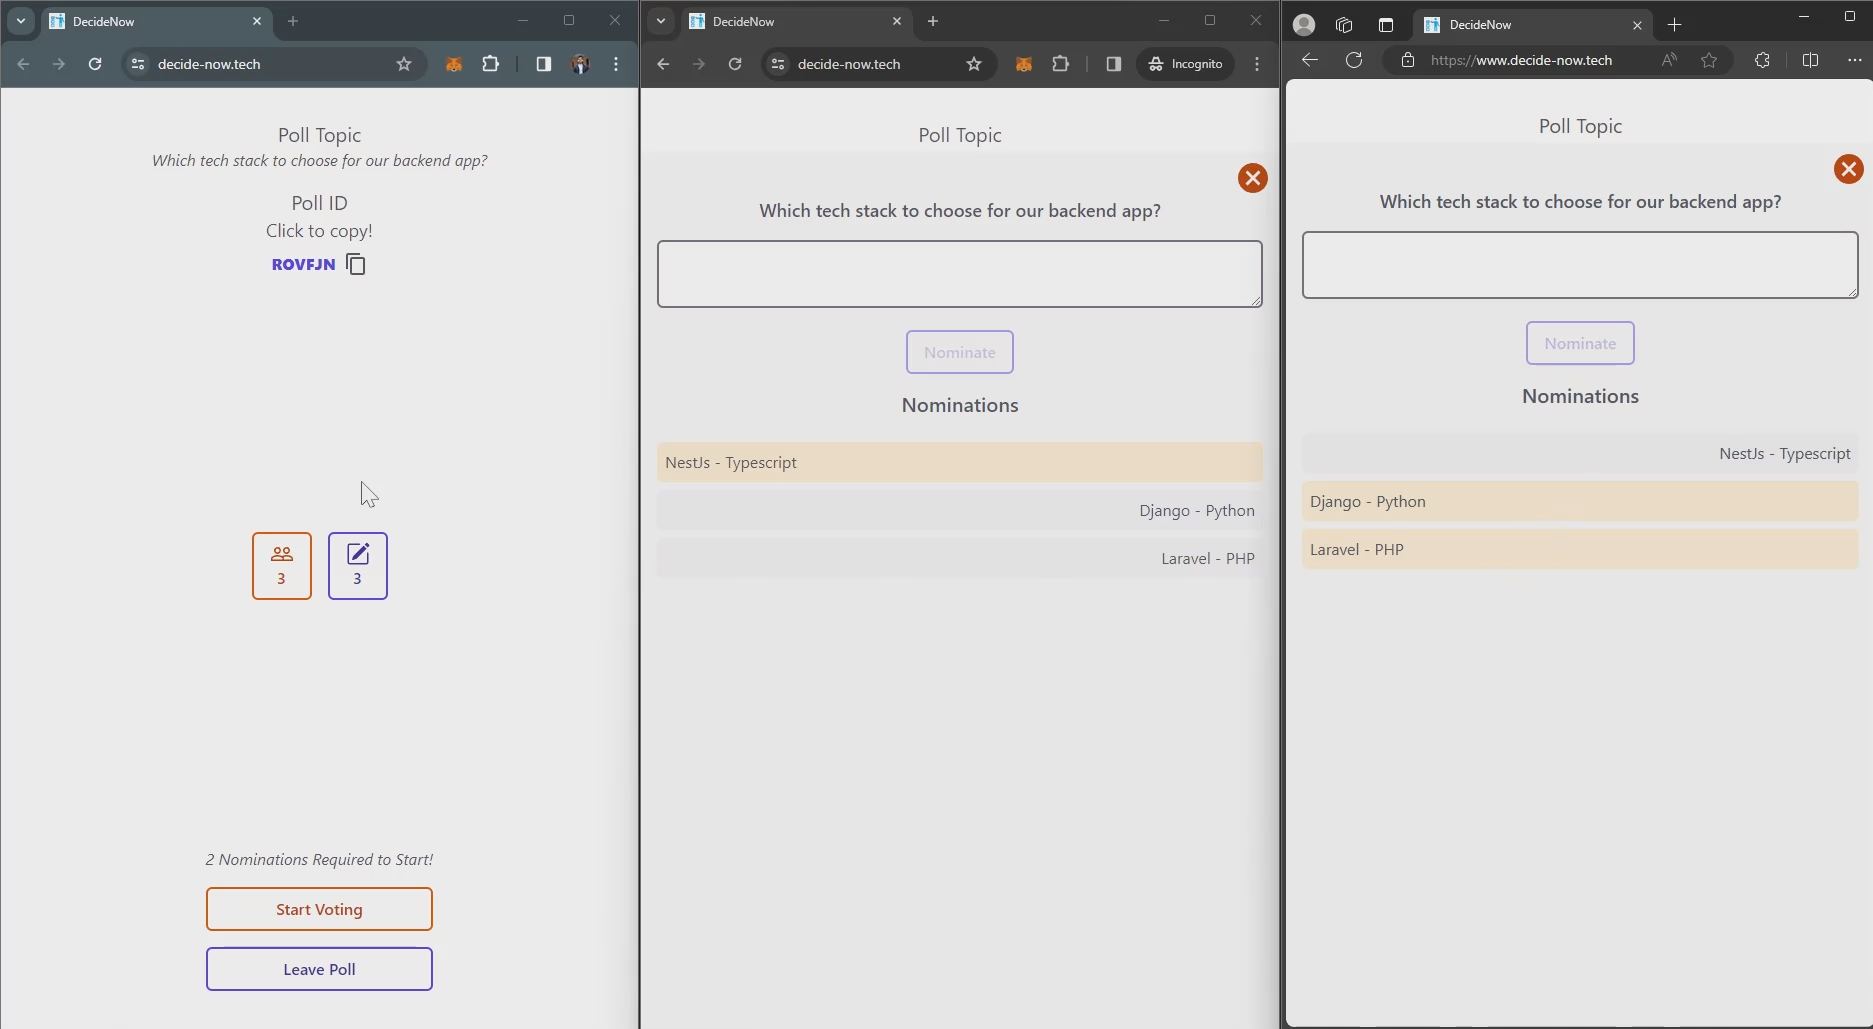 DecideNow
decide-now.tech
Poll Topic
Which tech stack to choose for our backend app?
Poll ID
Click to copy!
ROVFJN
3
3
2 Nominations Required to Start!
Start Voting
Leave Poll
DecideNow
decide-now.tech
Incognito
Poll Topic
Which tech stack to choose for our backend app?
Nominate
Nominations
NestJs - Typescript
Django - Python
Laravel - PHP
DecideNow
https://www.decide-now.tech
Poll Topic
Which tech stack to choose for our backend app?
Nominate
Nominations
NestJs - Typescript
Django - Python
Laravel - PHP